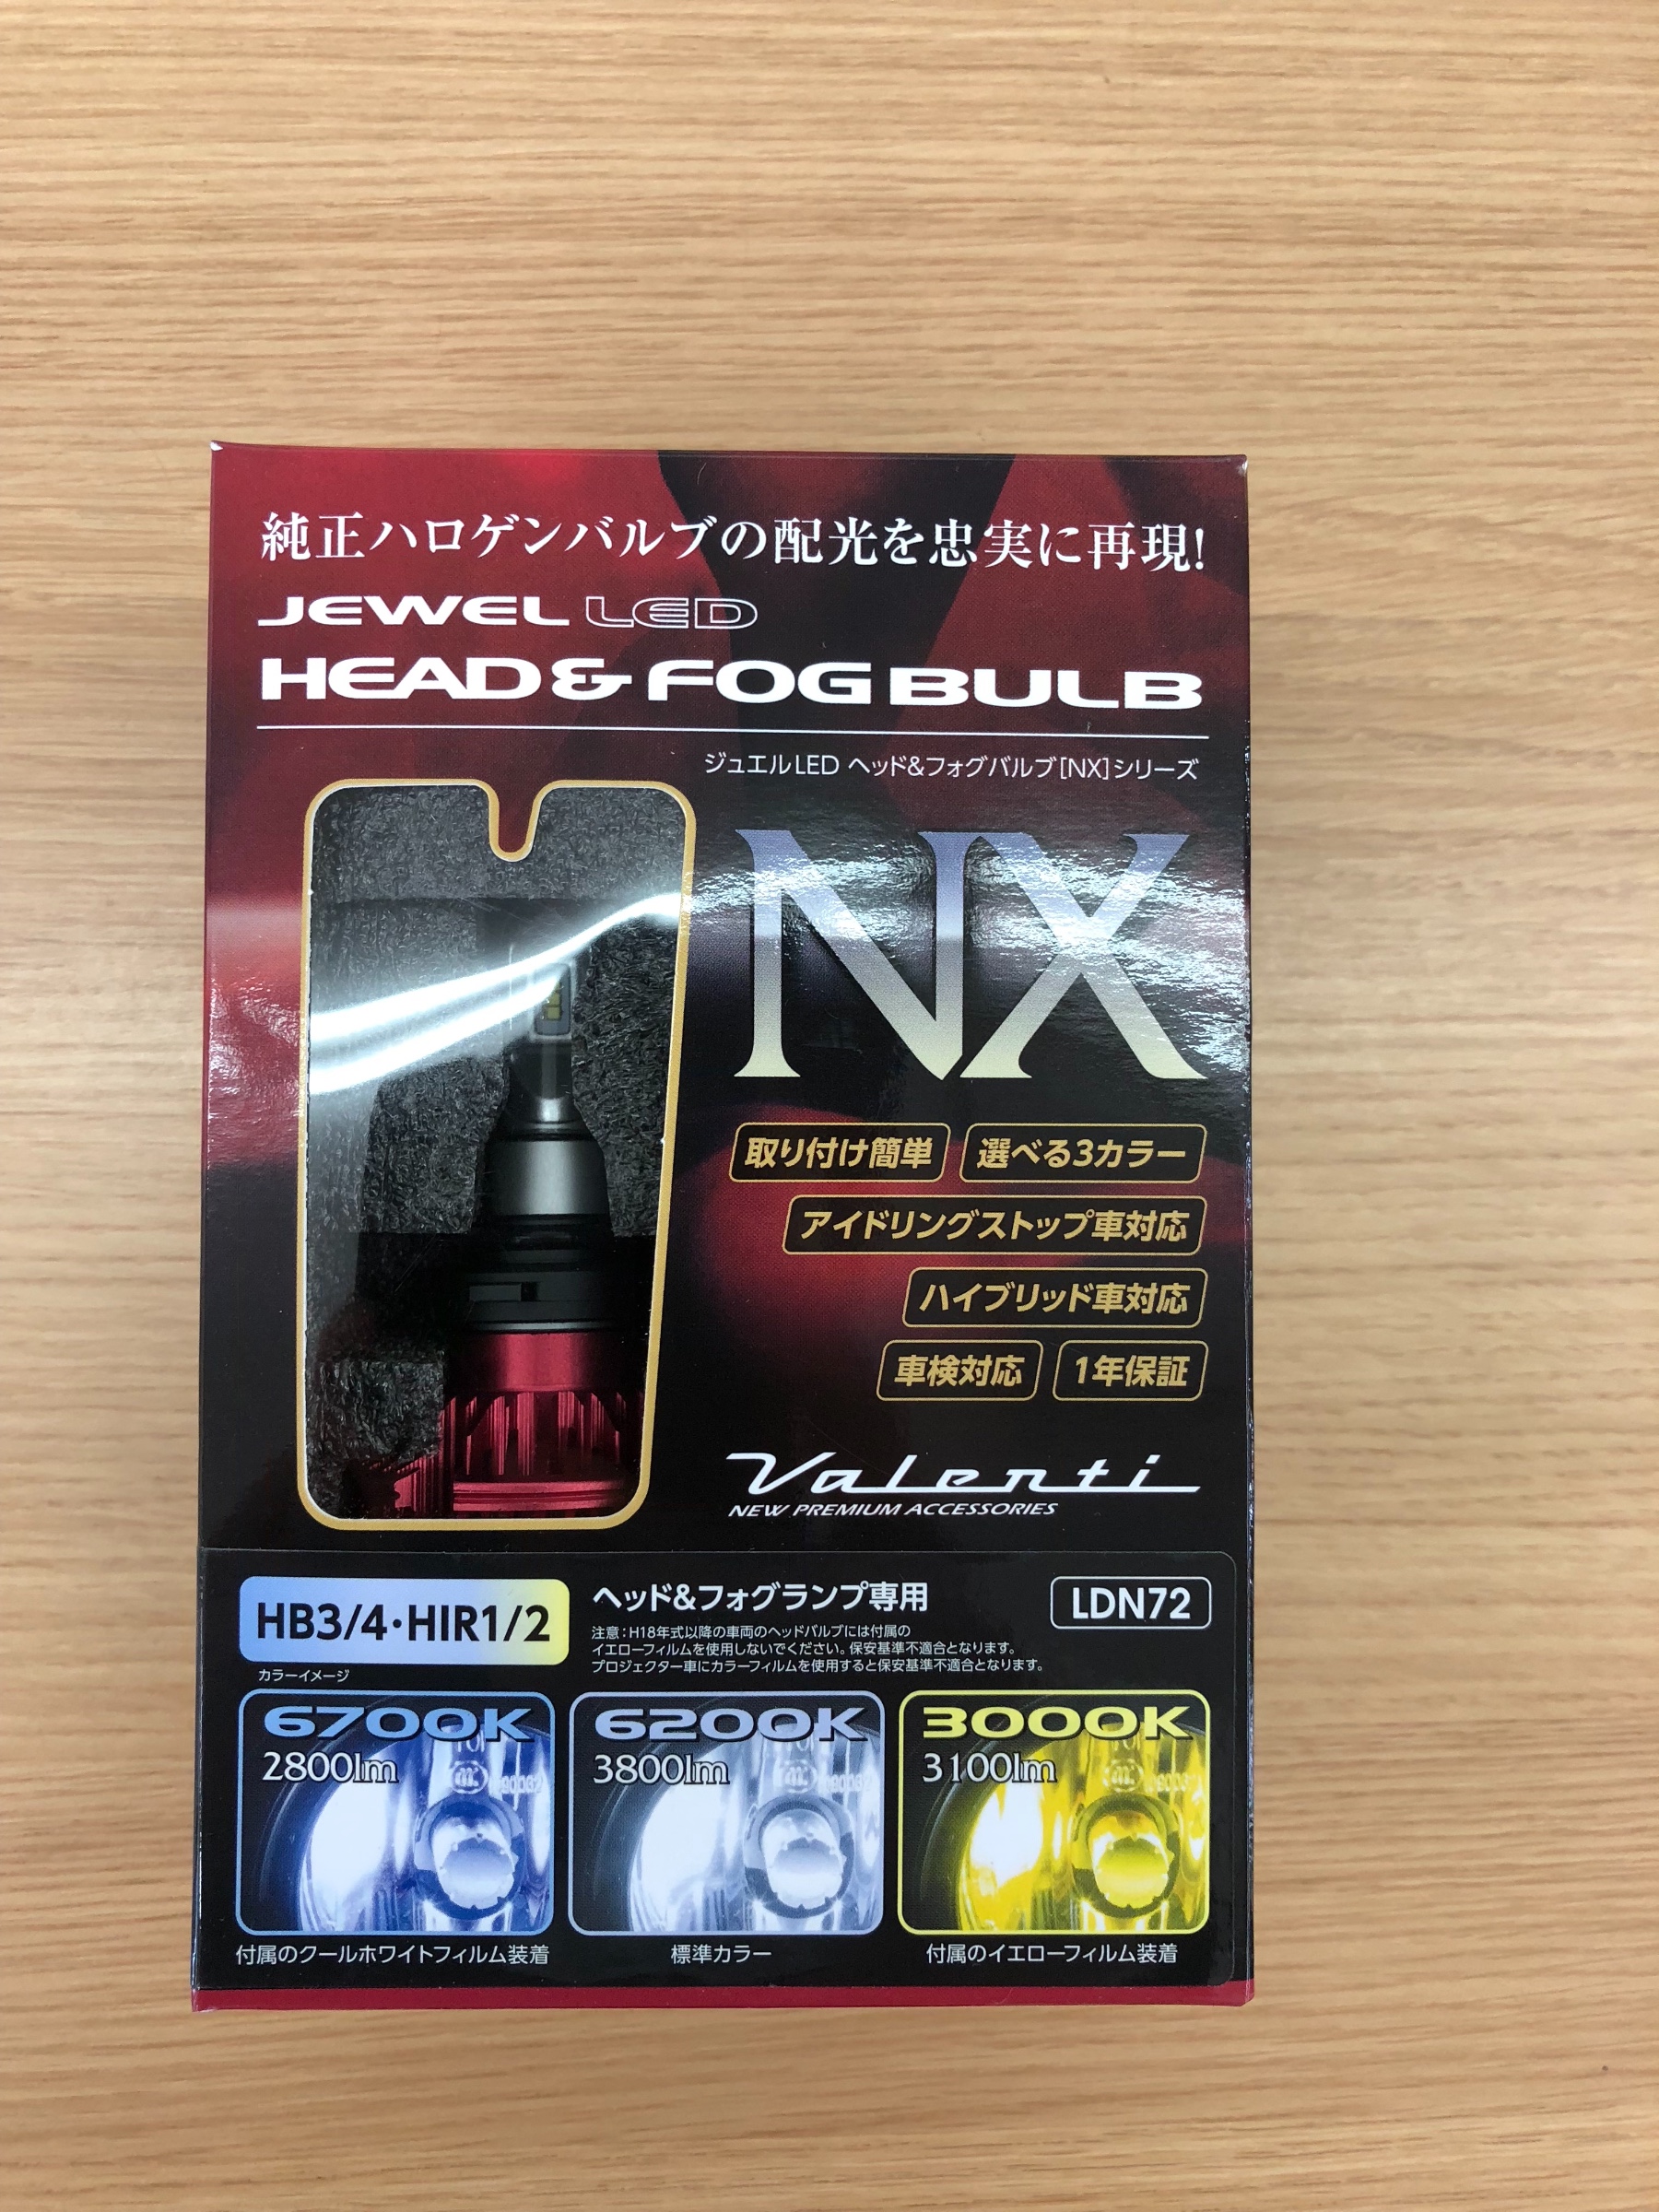 純正ハロゲンバルブの配光を忠実に再現!
JEWEL LED
HEAD & FOG BULB
ジュエルLED ヘッド&フォグバルブ[NX]シリーズ
NX
取り付け簡単 選べる3カラー
アイドリングストップ車対応
ハイブリッド車対応
車検対応 1年保証
Valenti
NEW PREMIUM ACCESSORIES
HB3/4・HIR1/2
カラーイメージ
ヘッド&フォグランプ専用
LDN72
注意:H18年式以降の車両のヘッドバルブには付属の
イエローフィルムを使用しないでください。保安基準不適合となります。
プロジェクター車にカラーフィルムを使用すると保安基準不適合となります。
6700K
2800lm
付属のクールホワイトフィルム装着
6200K
3800lm
標準カラー
3000K
3100lm
付属のイエローフィルム装着